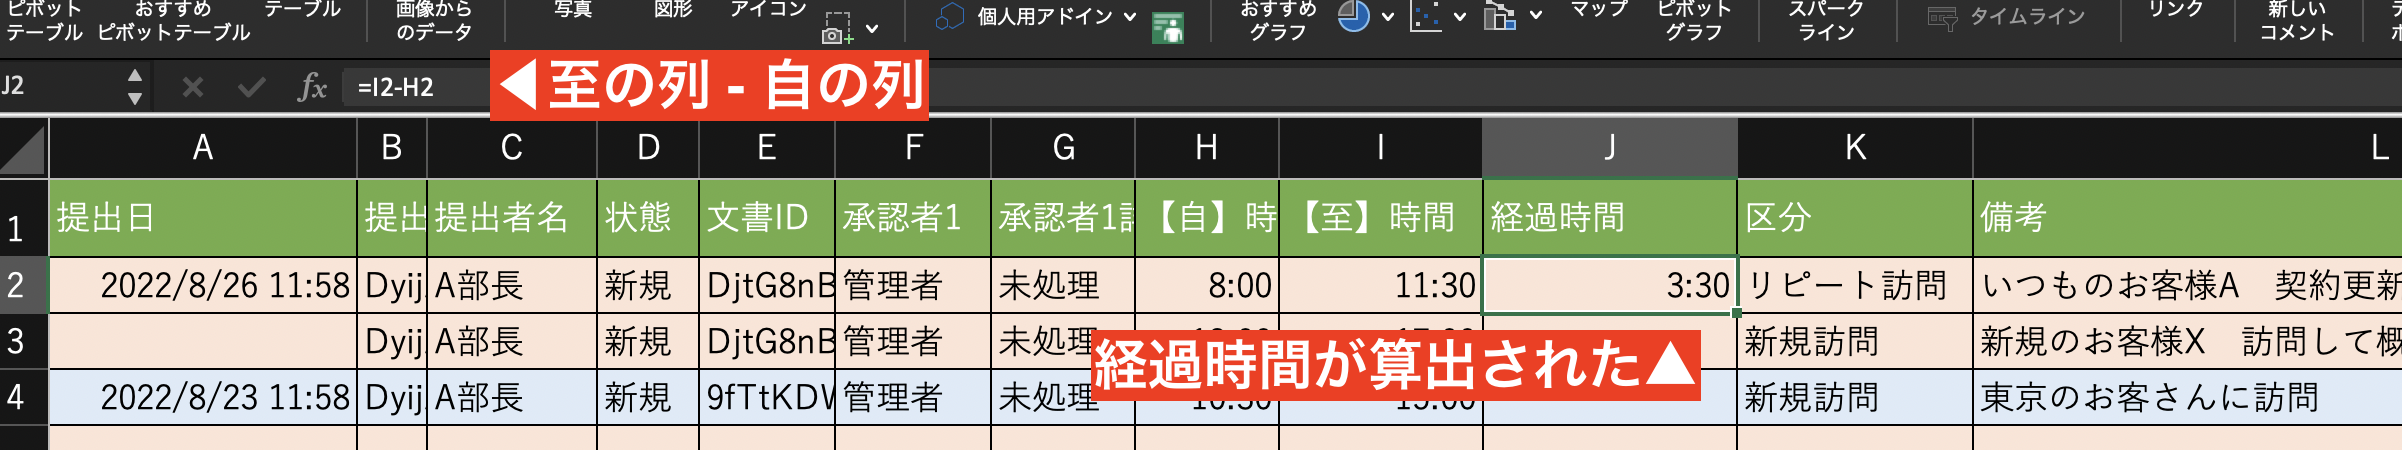 ピボット
テーブル
おすすめ
ピボットテーブル
テーブル
画像から
のデータ
写真
図形
アイコン
個人用アドイン
おすすめ
グラフ
マップ
ピボット
グラフ
スパーク
ライン
タイムライン
リンク
新しい
コメント
J2 fx =I2-H2 ◀至の列 - 自の列
A B C D E F G H I J K L
1 提出日 提出 提出者名 状態 文書ID 承認者1 承認者1 【自】時 【至】時間 経過時間 区分 備考
2 2022/8/26 11:58 Dyij A部長 新規 DjtG8nB 管理者 未処理 8:00 11:30 3:30 リピート訪問 いつものお客様A 契約更新
3 Dyij A部長 新規 DjtG8nB 管理者 未処理 新規訪問 新規のお客様X 訪問して概
経過時間が算出された▲
4 2022/8/23 11:58 Dyij A部長 新規 9fTtKDW 管理者 未処理 新規訪問 東京のお客さんに訪問